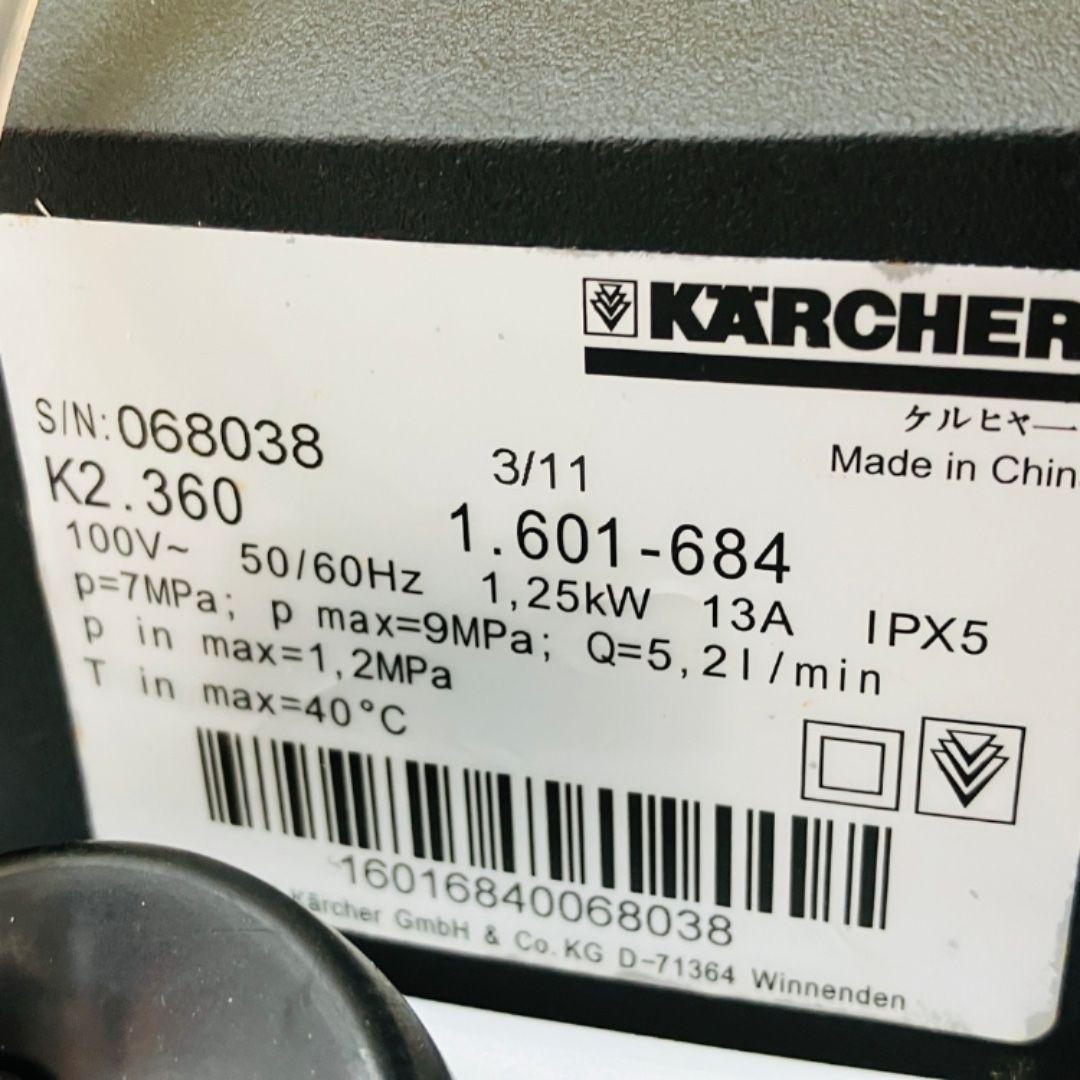 KÄRCHER
ケルヒャー
Made in Chin
S/N:068038
3/11
K2.360
1.601-684
100V~ 50/60Hz 1,25kW 13A IPX5
p=7MPa; p max=9MPa; Q=5,2l/min
p in max=1,2MPa
T in max=40°C
16016840068038
Kärcher GmbH & Co.KG D-71364 Winnenden